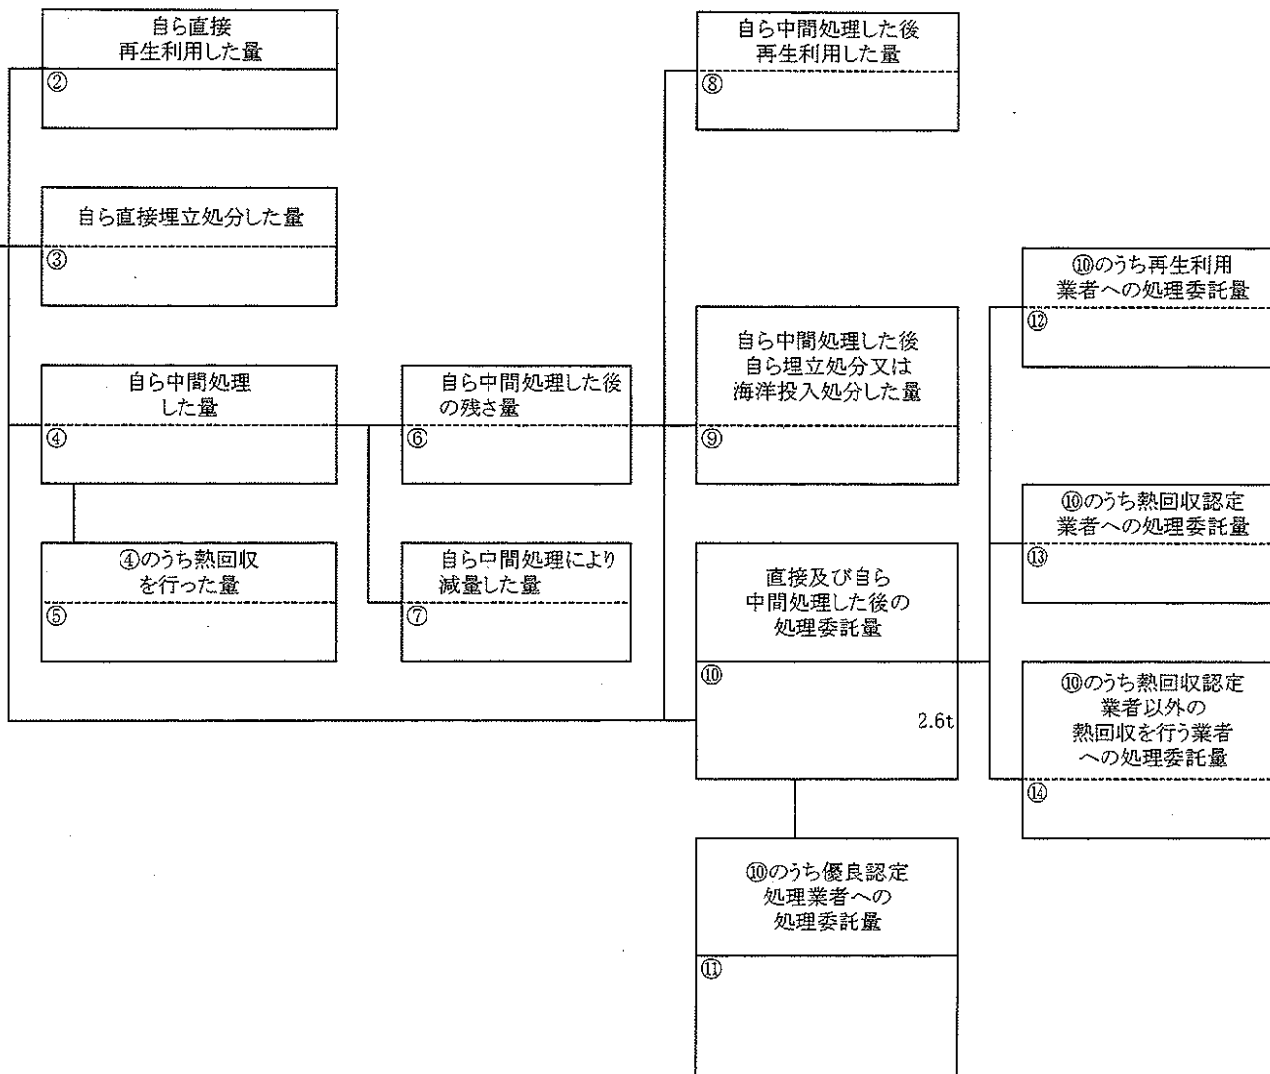 自ら直接
再生利用した量
②
自ら直接埋立処分した量
③
自ら中間処理
した量
④
④のうち熱回収
を行った量
⑤
自ら中間処理した後
の残さ量
⑥
自ら中間処理により
減量した量
⑦
自ら中間処理した後
再生利用した量
⑧
自ら中間処理した後
自ら埋立処分又は
海洋投入処分した量
⑨
直接及び自ら
中間処理した後の
処理委託量
⑩
2.6t
⑩のうち優良認定
処理業者への
処理委託量
⑪
⑩のうち再生利用
業者への処理委託量
⑫
⑩のうち熱回収認定
業者への処理委託量
⑬
⑩のうち熱回収認定
業者以外の
熱回収を行う業者
への処理委託量
⑭